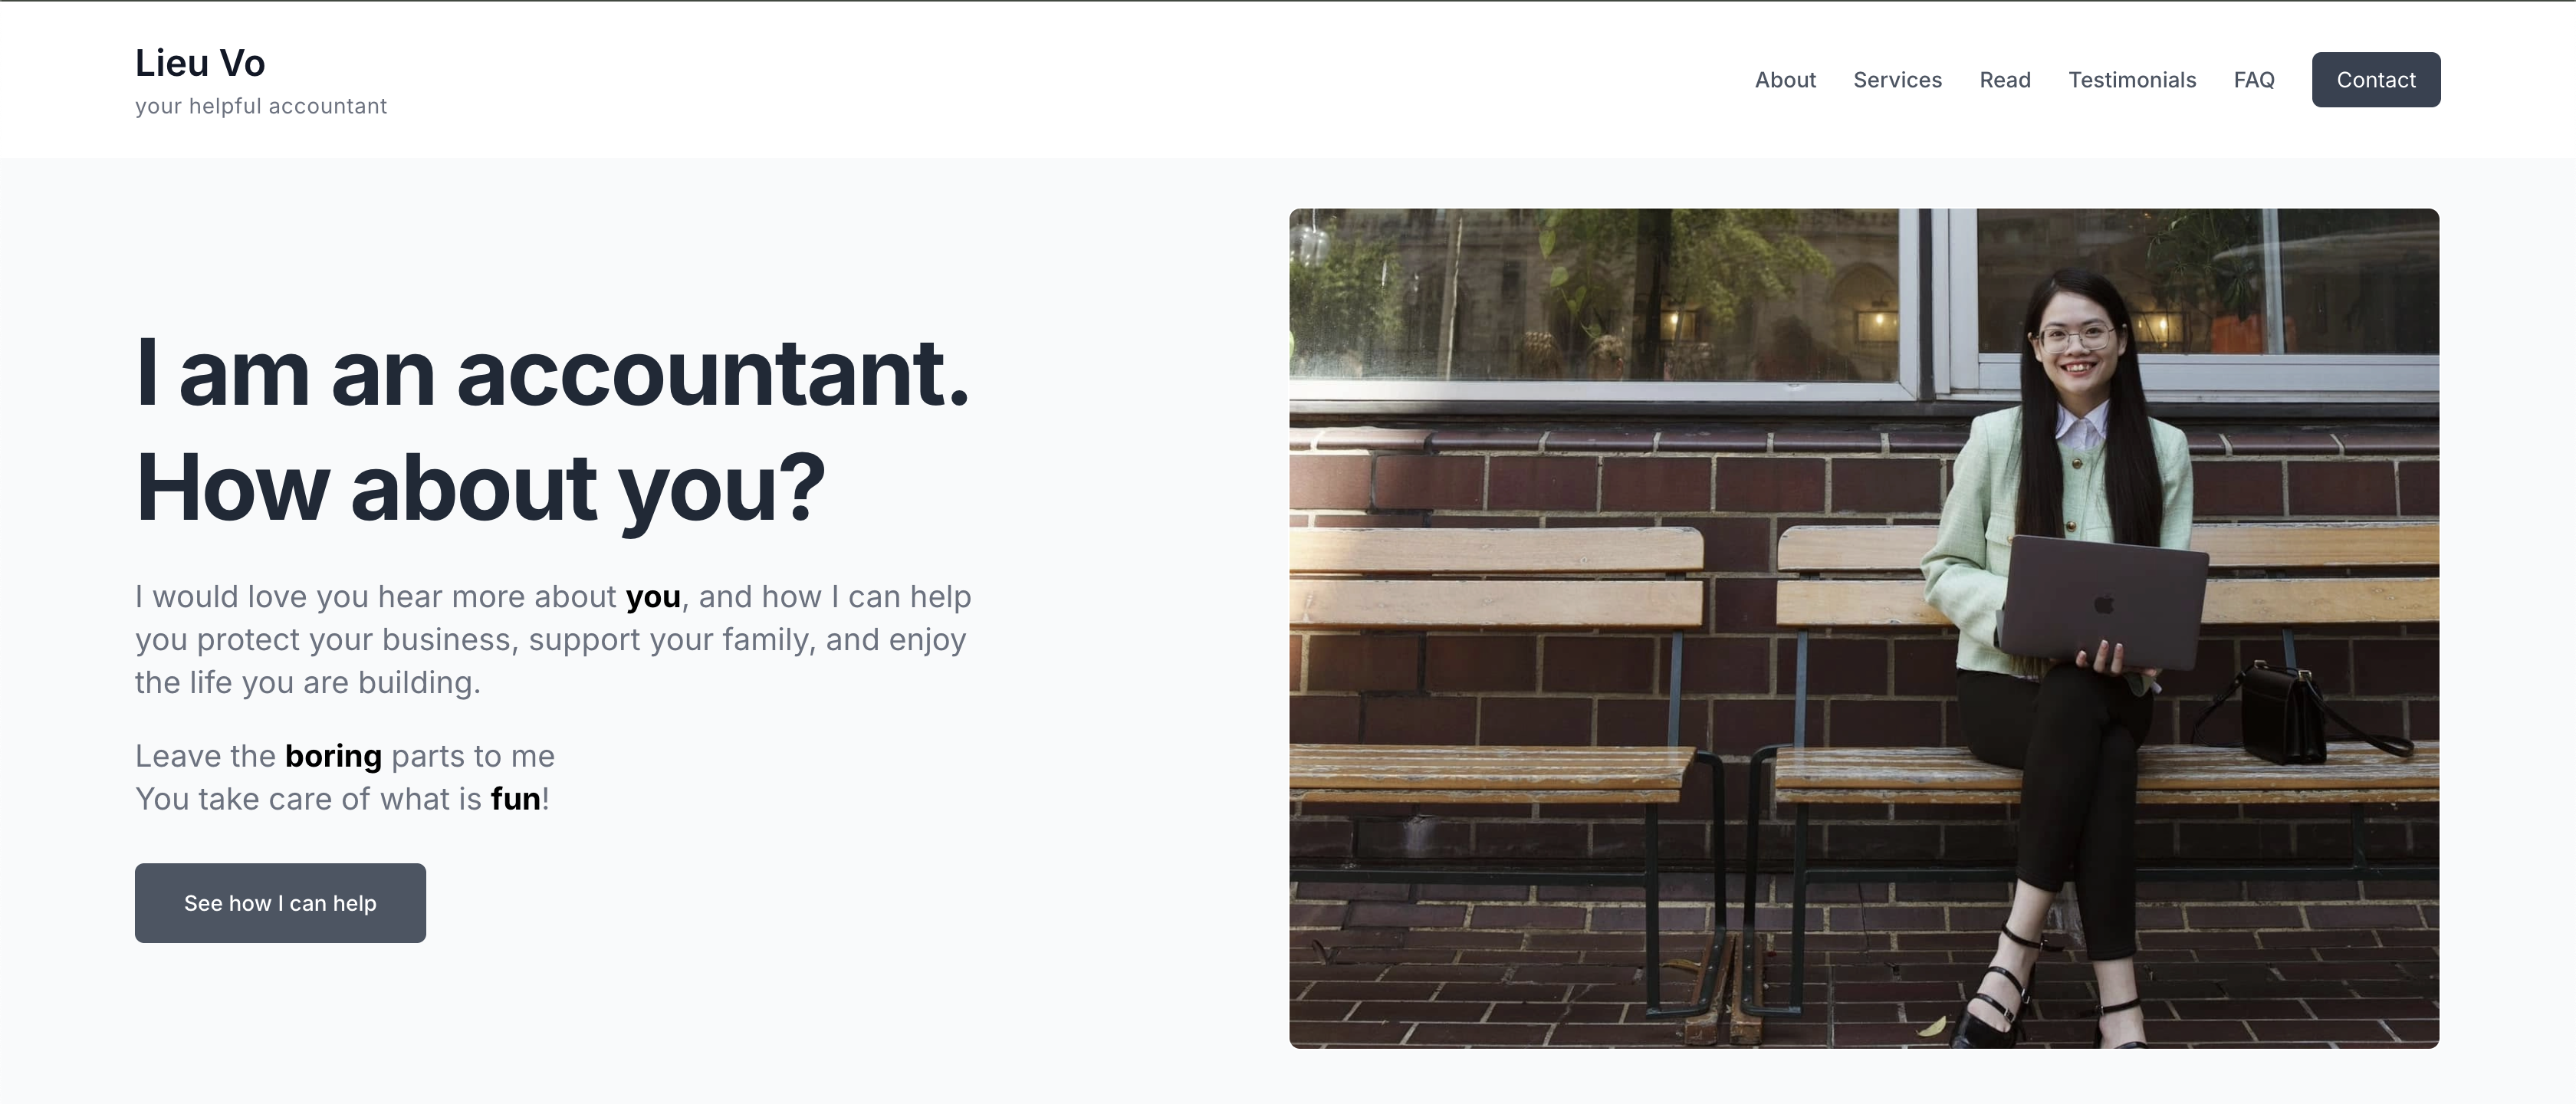 Lieu Vo
your helpful accountant
About Services Read Testimonials FAQ Contact
I am an accountant.
How about you?
I would love you hear more about you, and how I can help
you protect your business, support your family, and enjoy
the life you are building.
Leave the boring parts to me
You take care of what is fun!
See how I can help